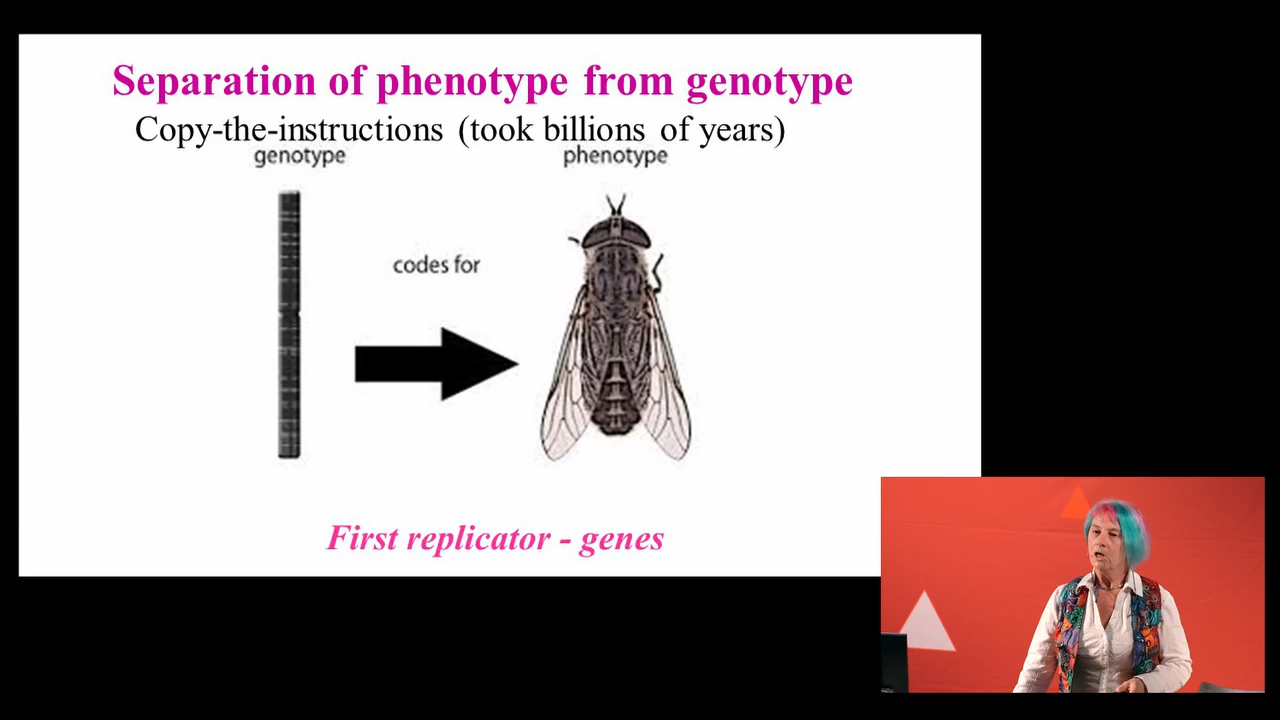 Separation of phenotype from genotype
Copy-the-instructions (took billions of years)
genotype
phenotype
codes for
First replicator - genes